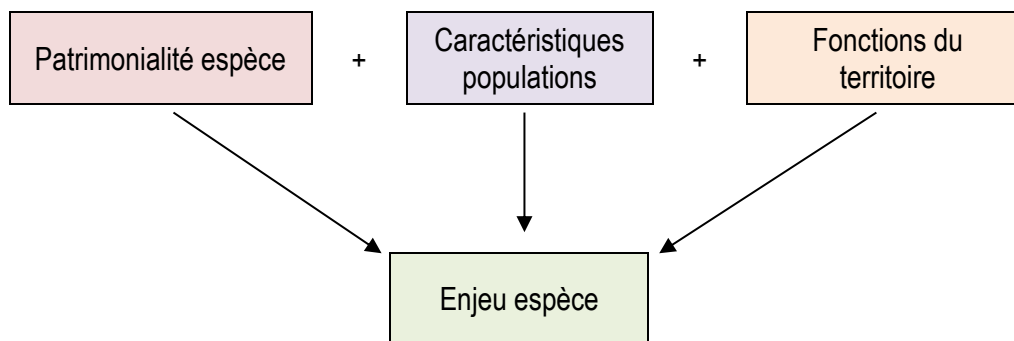 Patrimonialité espèce
+
Caractéristiques
populations
+
Fonctions du
territoire
Enjeu espèce